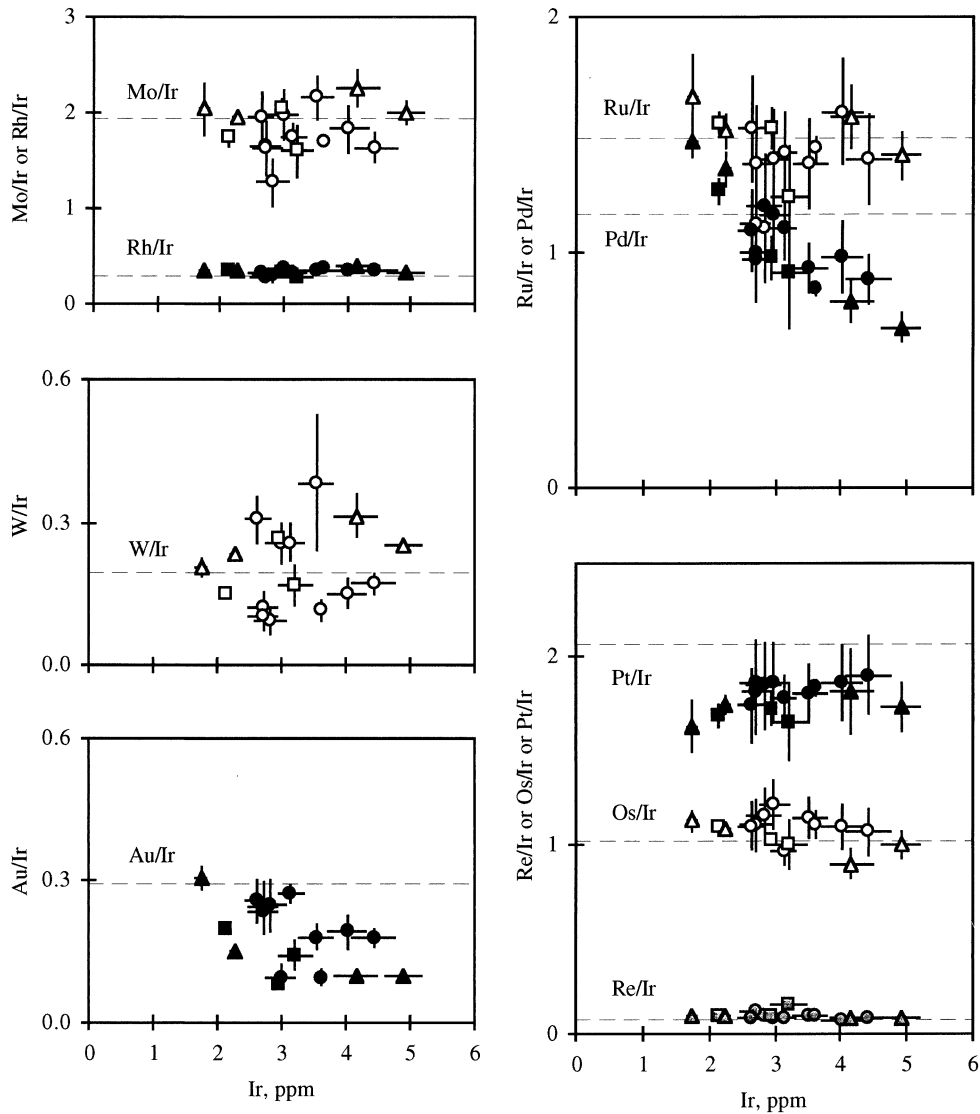 3
2
1
0
Mo/Ir or Rh/Ir
Mo/Ir
Rh/Ir
0.6
0.3
0.0
W/Ir
W/Ir
0.6
0.3
0.0
Au/Ir
Au/Ir
0 1 2 3 4 5 6
Ir, ppm
2
1
0
Ru/Ir or Pd/Ir
Ru/Ir
Pd/Ir
2
1
0
Re/Ir or Os/Ir or Pt/Ir
Pt/Ir
Os/Ir
Re/Ir
0 1 2 3 4 5 6
Ir, ppm